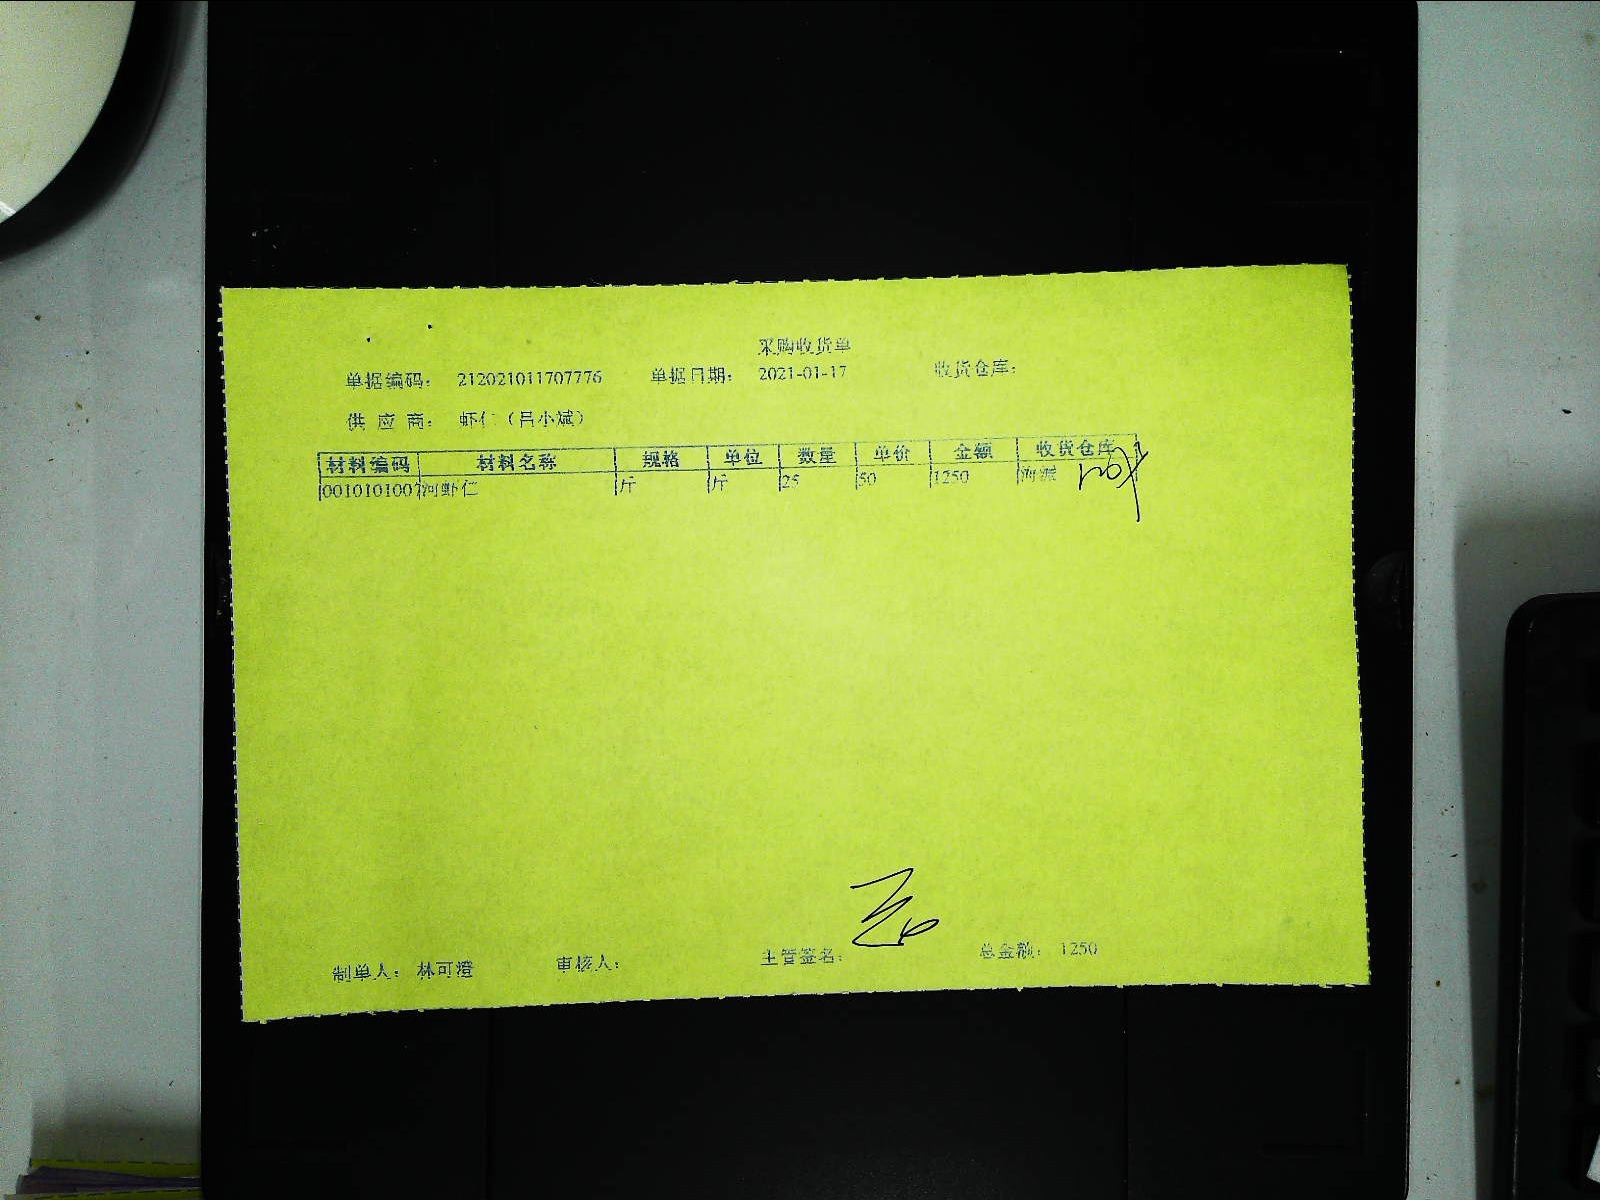 采购收货单
单据编码: 212021011707776 单据日期: 2021-01-17 收货仓库:
供应商: 虾仁（吕小斌）
材料编码 材料名称 规格 单位 数量 单价 金额 收货仓库
0010101007 河虾仁 斤 斤 25 50 1250 海派
制单人: 林可澄 审核人: 主管签名: 总金额: 1250